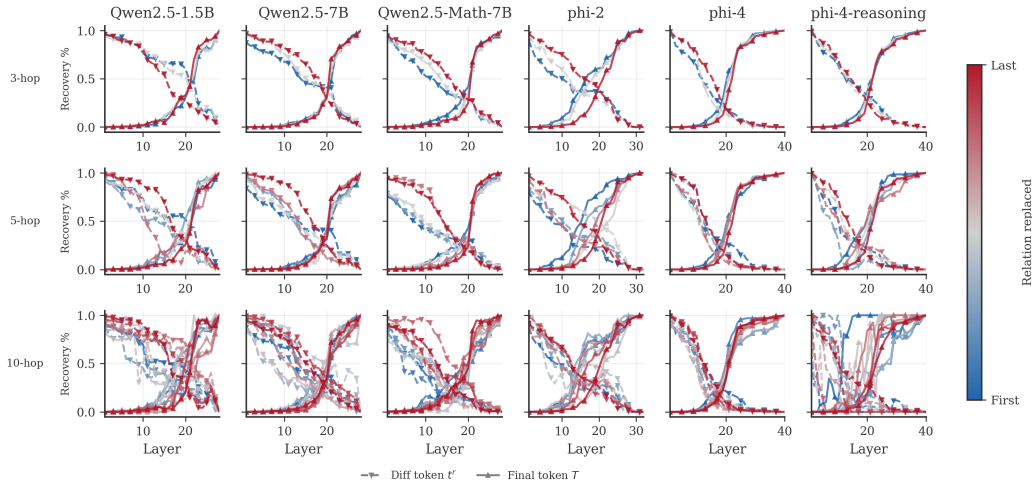 Qwen2.5-1.5B Qwen2.5-7B Qwen2.5-Math-7B phi-2 phi-4 phi-4-reasoning
3-hop
Recovery %
1.0
0.5
0.0
10 20 10 20 10 20 10 20 30 20 40 20 40
Last
5-hop
Recovery %
1.0
0.5
0.0
10 20 10 20 10 20 10 20 30 20 40 20 40
Relation replaced
10-hop
Recovery %
1.0
0.5
0.0
10 20 10 20 10 20 10 20 30 20 40 20 40
First
Layer Layer Layer Layer Layer Layer
Diff token tʳ Final token T